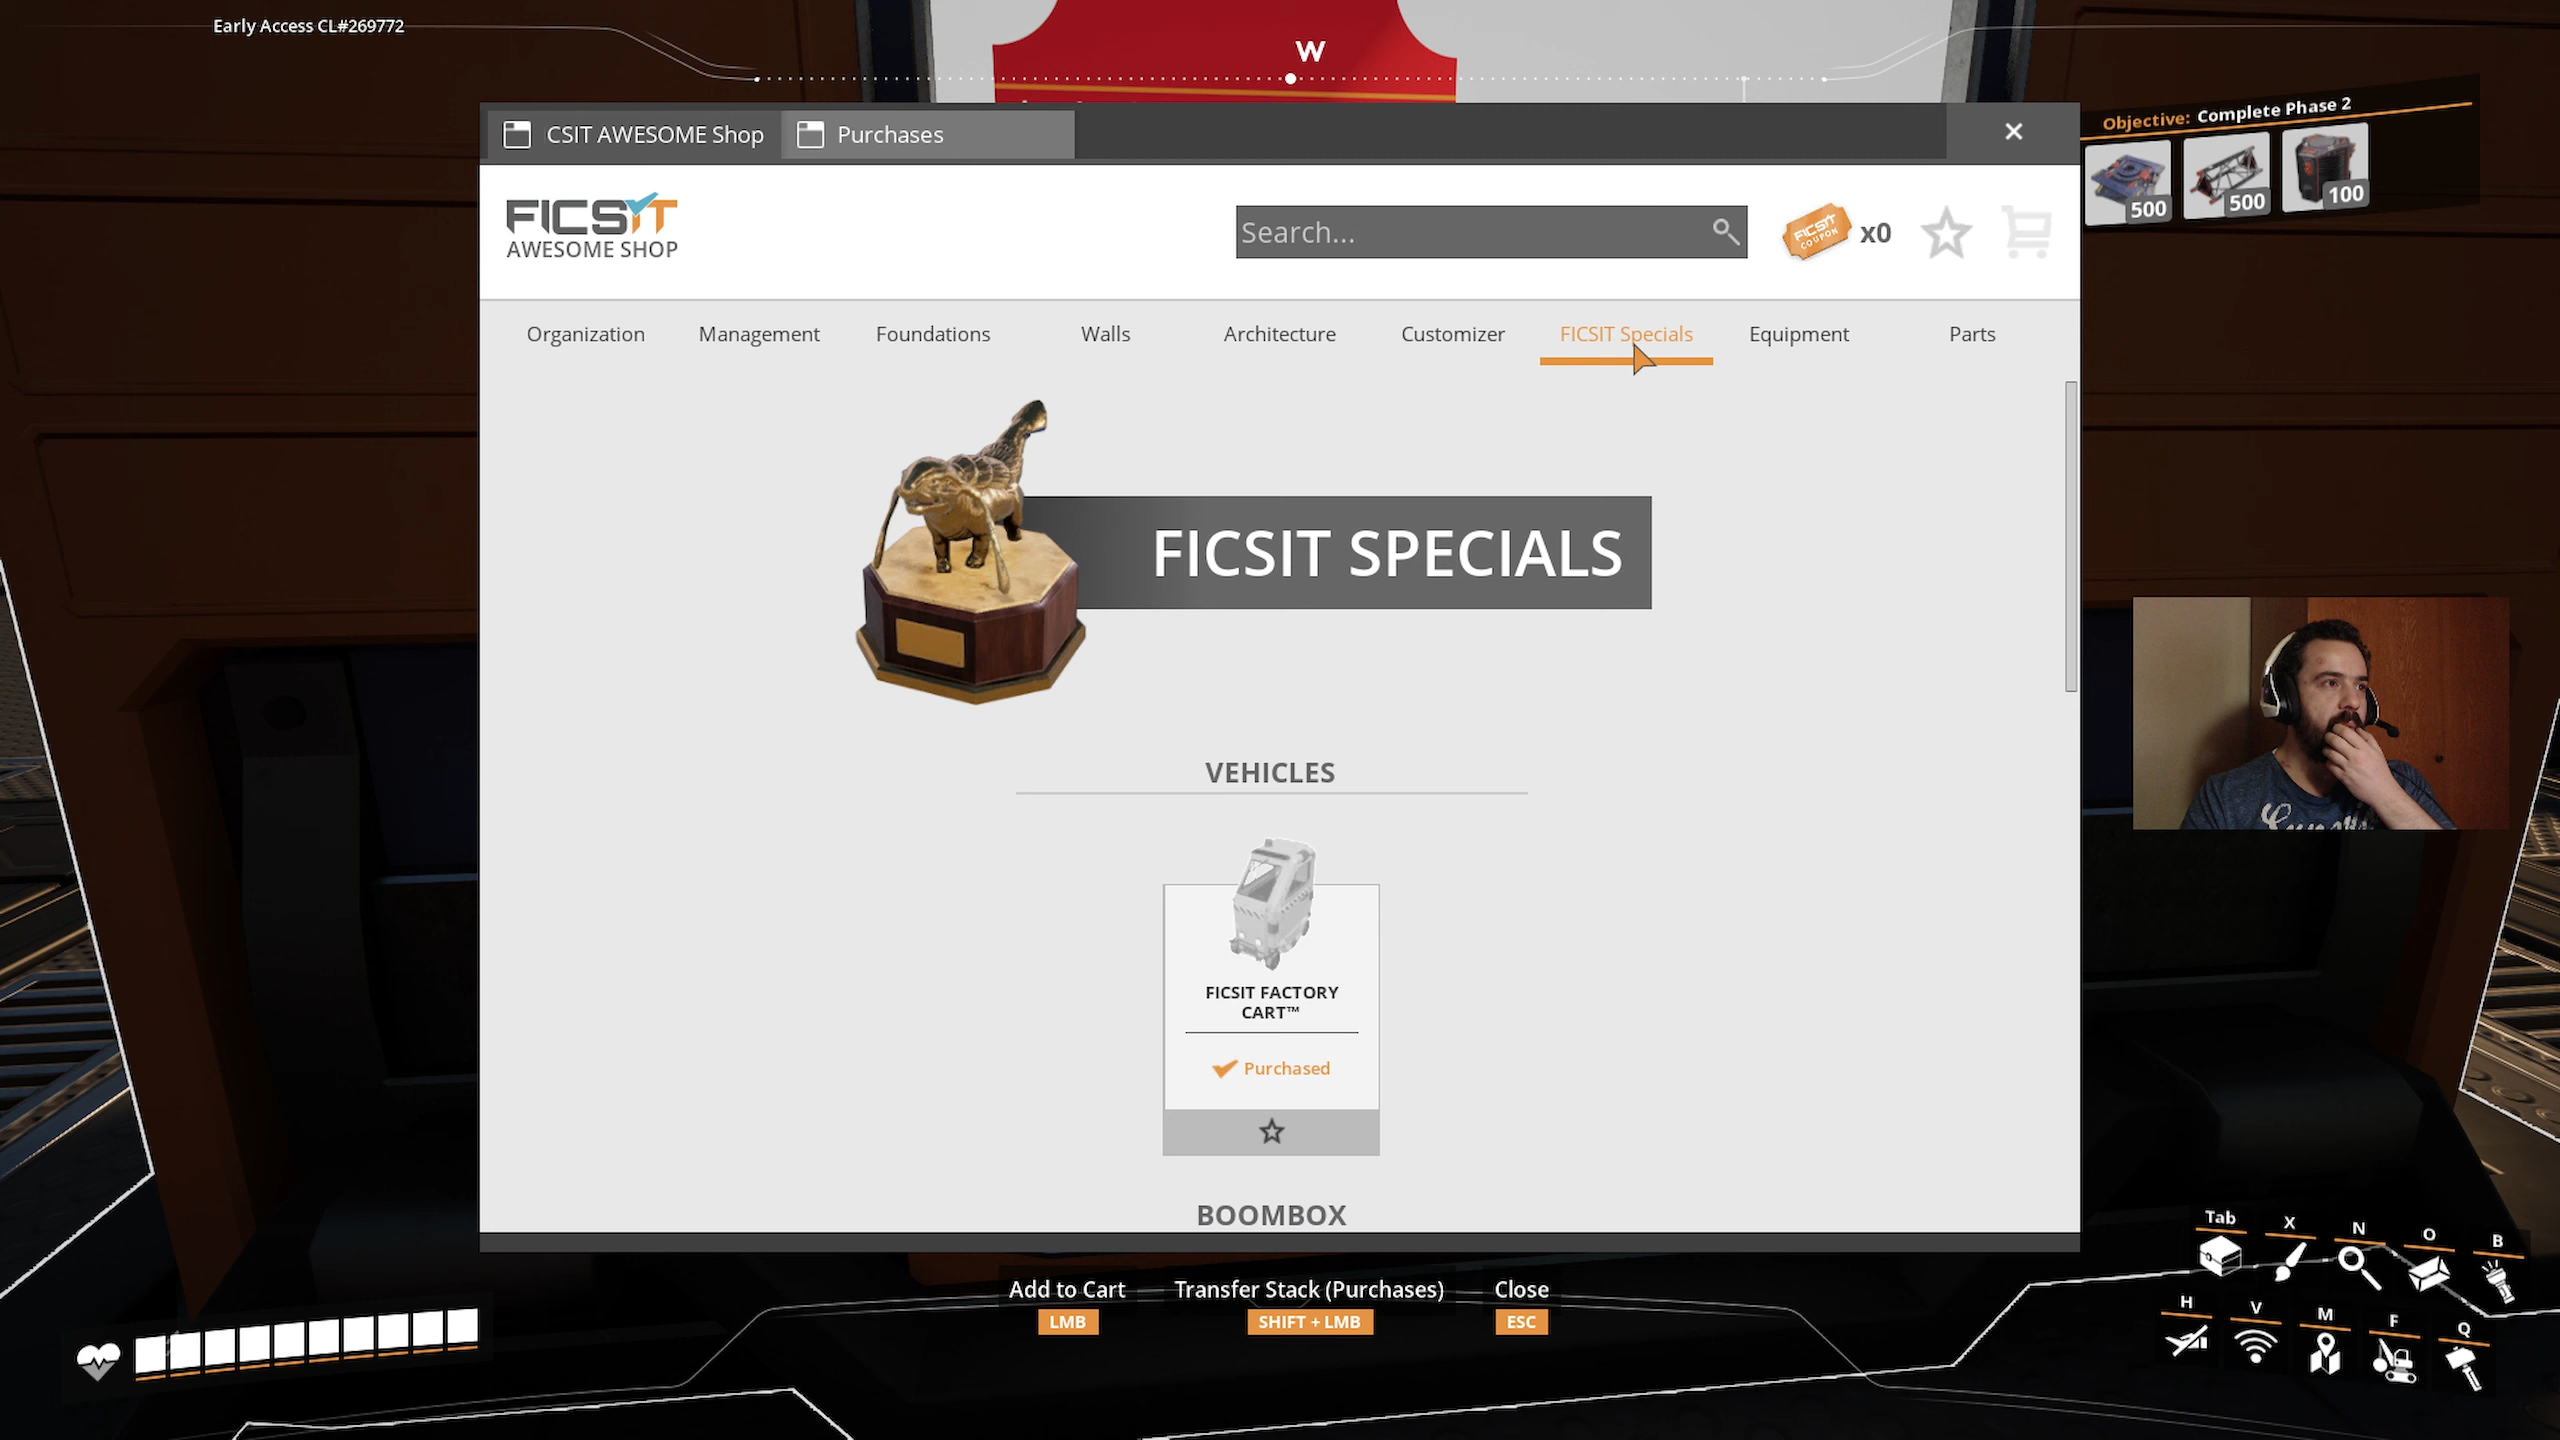 Early Access CL#269772
W
Objective: Complete Phase 2
500
500
100
CSIT AWESOME Shop
Purchases
FICSIT
AWESOME SHOP
Search...
FICSIT
COUPON
x0
Organization
Management
Foundations
Walls
Architecture
Customizer
FICSIT Specials
Equipment
Parts
FICSIT SPECIALS
VEHICLES
FICSIT FACTORY
CART™
Purchased
BOOMBOX
Add to Cart
LMB
Transfer Stack (Purchases)
SHIFT + LMB
Close
ESC
Tab
X
N
O
B
H
V
M
F
Q